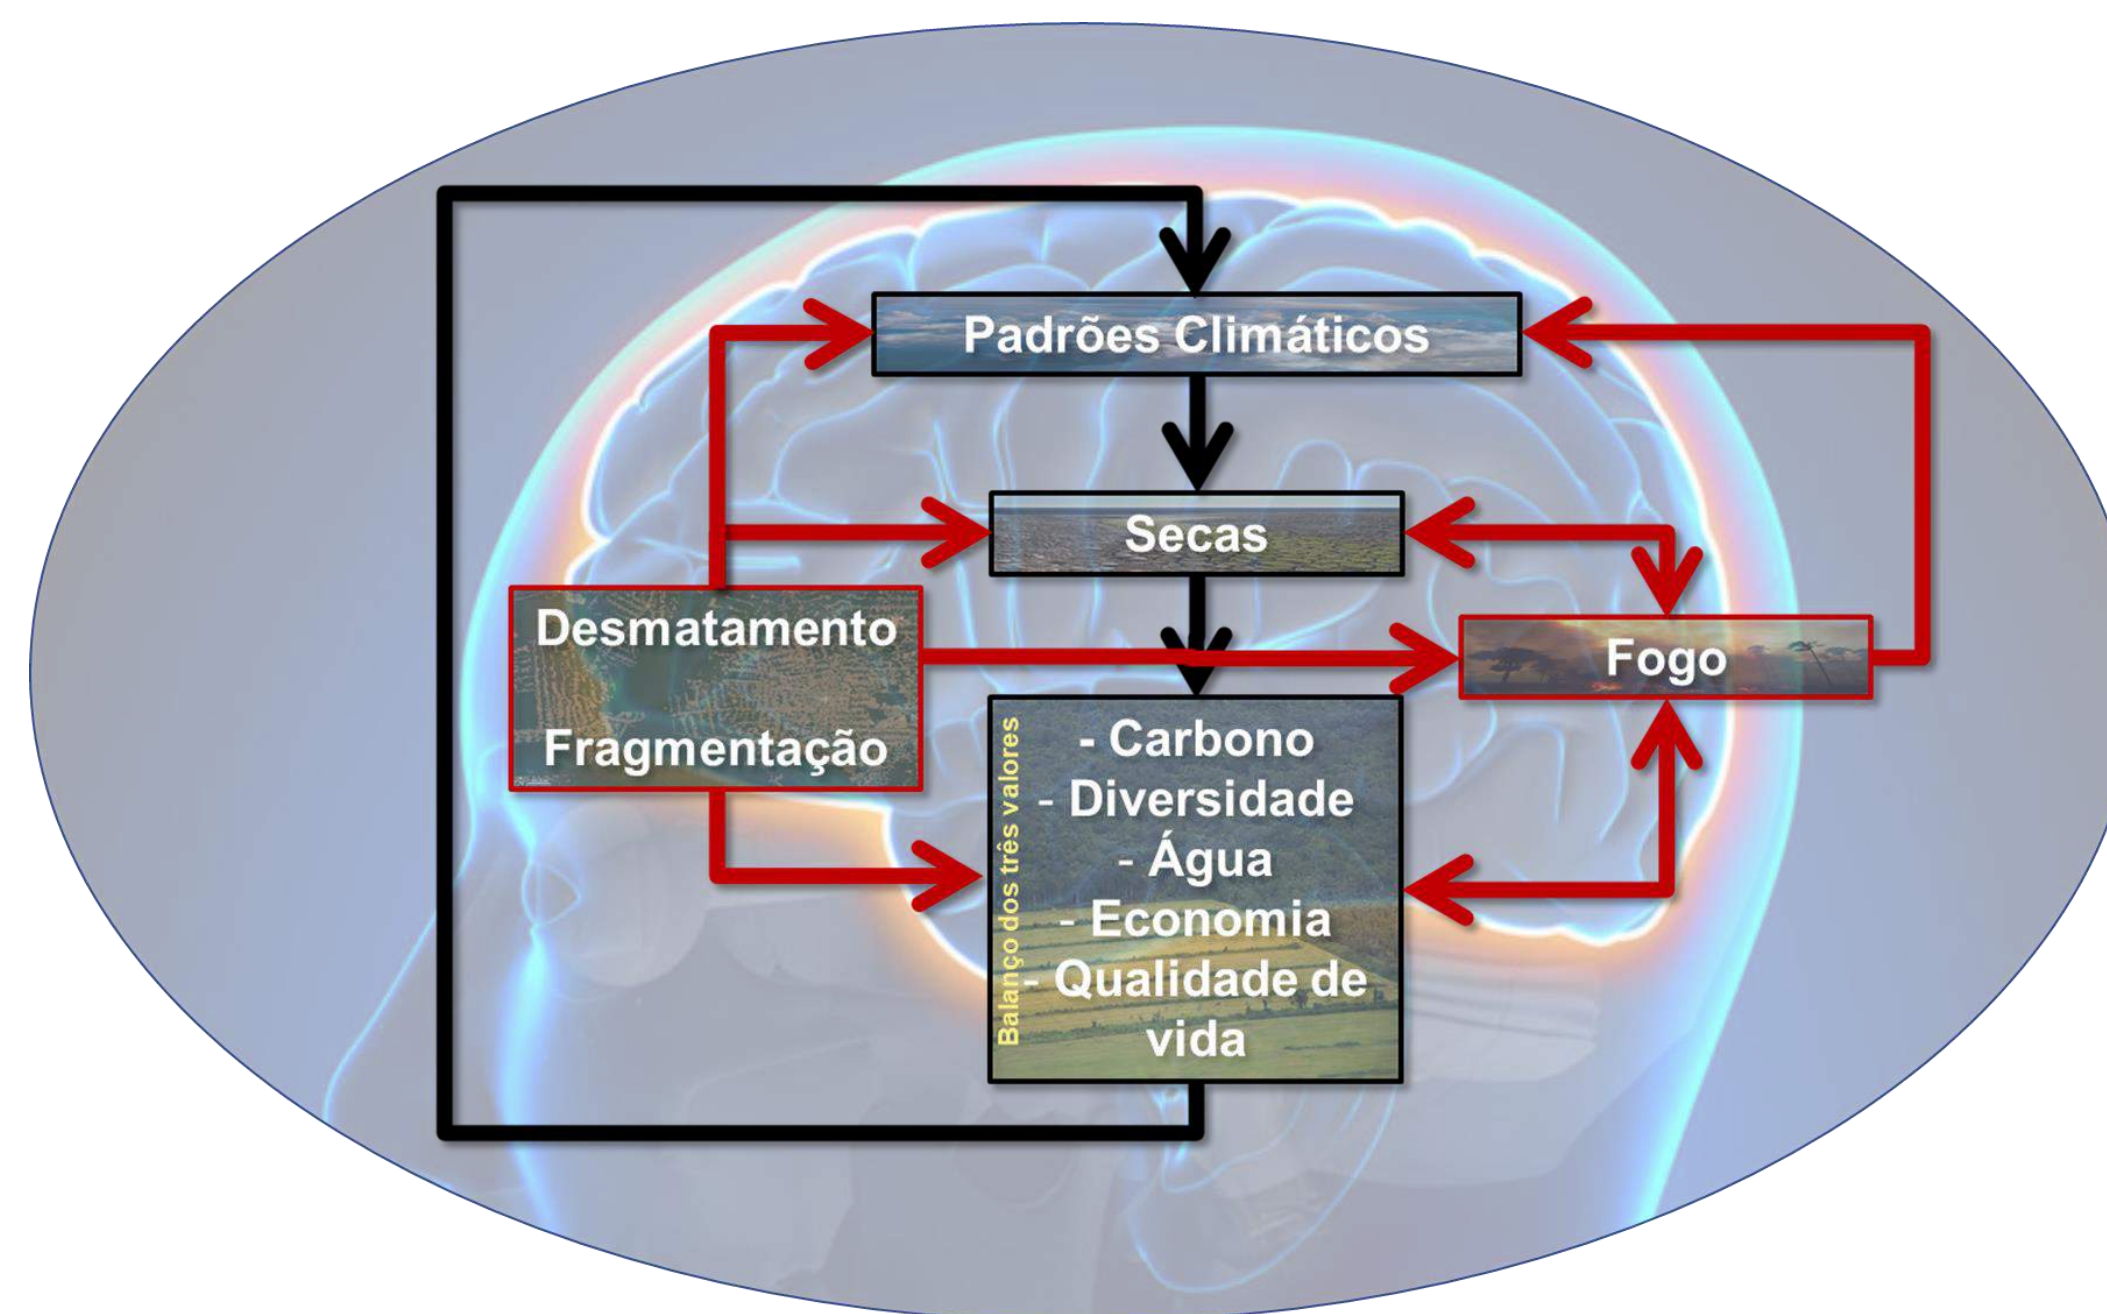 Padrões Climáticos
Secas
Desmatamento
Fragmentação
Fogo
Balanço dos três valores
- Carbono
- Diversidade
- Água
- Economia
- Qualidade de
vida